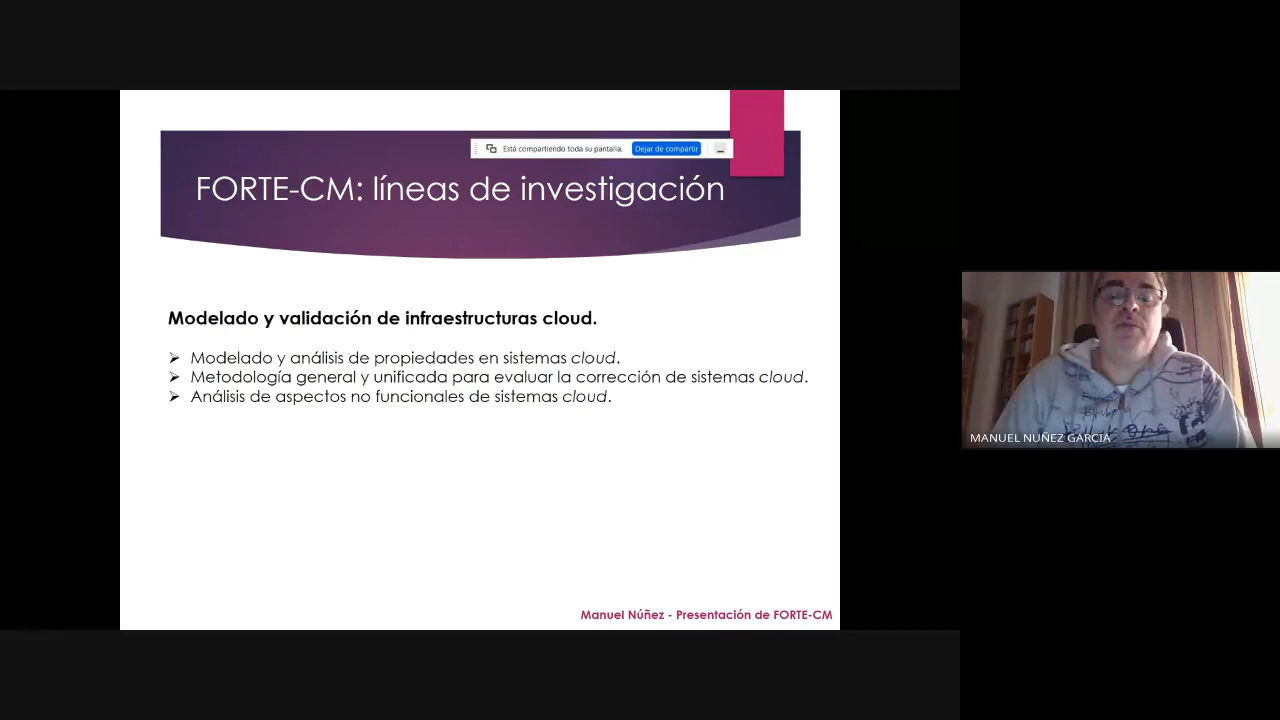 Está compartiendo toda su pantalla.
Dejar de compartir
FORTE-CM: líneas de investigación
Modelado y validación de infraestructuras cloud.
Modelado y análisis de propiedades en sistemas cloud.
Metodología general y unificada para evaluar la corrección de sistemas cloud.
Análisis de aspectos no funcionales de sistemas cloud.
MANUEL NUÑEZ GARCIA
Manuel Núñez - Presentación de FORTE-CM